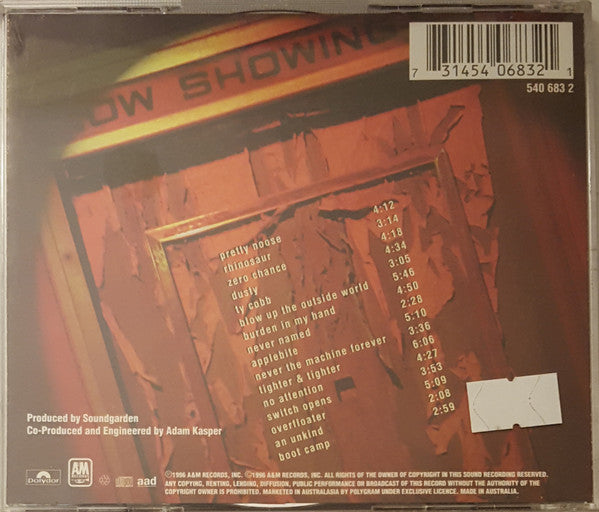 OW SHOWING
7 31454 06832 1
540 683 2
pretty noose 4:12
rhinosaur 3:14
zero chance 4:18
dusty 4:34
ty cobb 3:05
blow up the outside world 5:46
burden in my hand 4:50
never named 2:28
applebite 5:10
never the machine forever 3:36
tighter & tighter 6:06
no attention 4:27
switch opens 3:53
overfloater 5:09
an unkind 2:08
boot camp 2:59
Produced by Soundgarden
Co-Produced and Engineered by Adam Kasper
polydor
A&M RECORDS
COMPACT disc DIGITAL AUDIO
aad
℗1996 A&M RECORDS, INC. ©1996 A&M RECORDS, INC. ALL RIGHTS OF THE OWNER OF COPYRIGHT IN THIS SOUND RECORDING RESERVED.
ANY COPYING, RENTING, LENDING, DIFFUSION, PUBLIC PERFORMANCE OR BROADCAST OF THIS RECORD WITHOUT THE AUTHORITY OF THE
COPYRIGHT OWNER IS PROHIBITED. MARKETED IN AUSTRALASIA BY POLYGRAM UNDER EXCLUSIVE LICENCE. MADE IN AUSTRALIA.